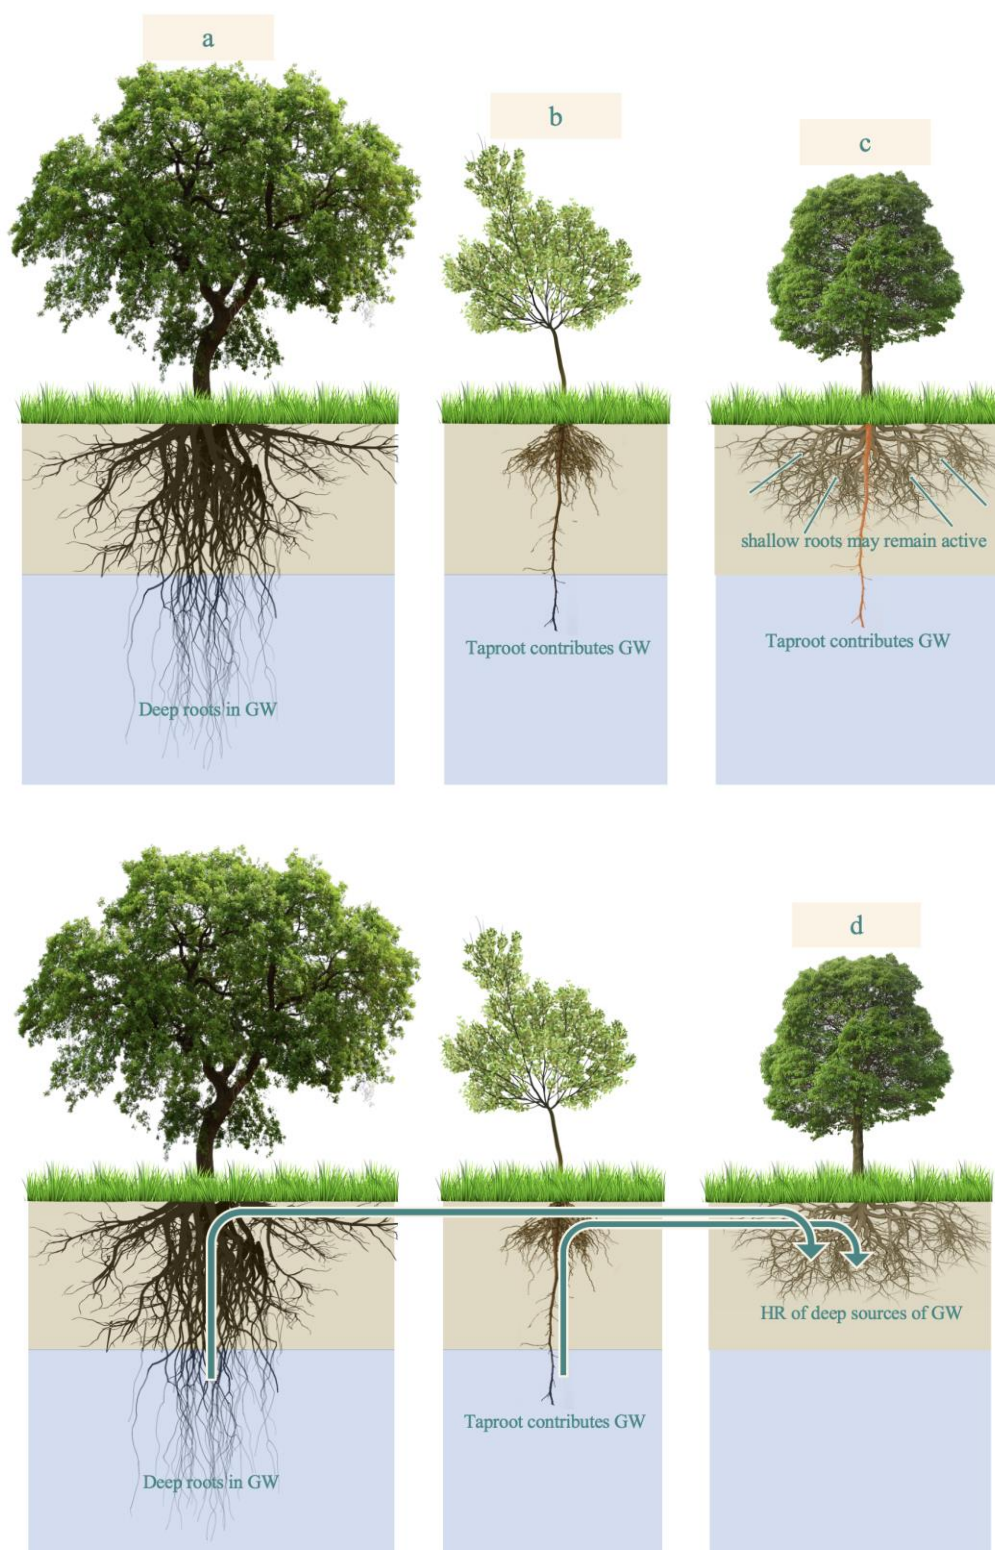 a
b
c
shallow roots may remain active
Taproot contributes GW
Taproot contributes GW
Deep roots in GW
d
HR of deep sources of GW
Taproot contributes GW
Deep roots in GW